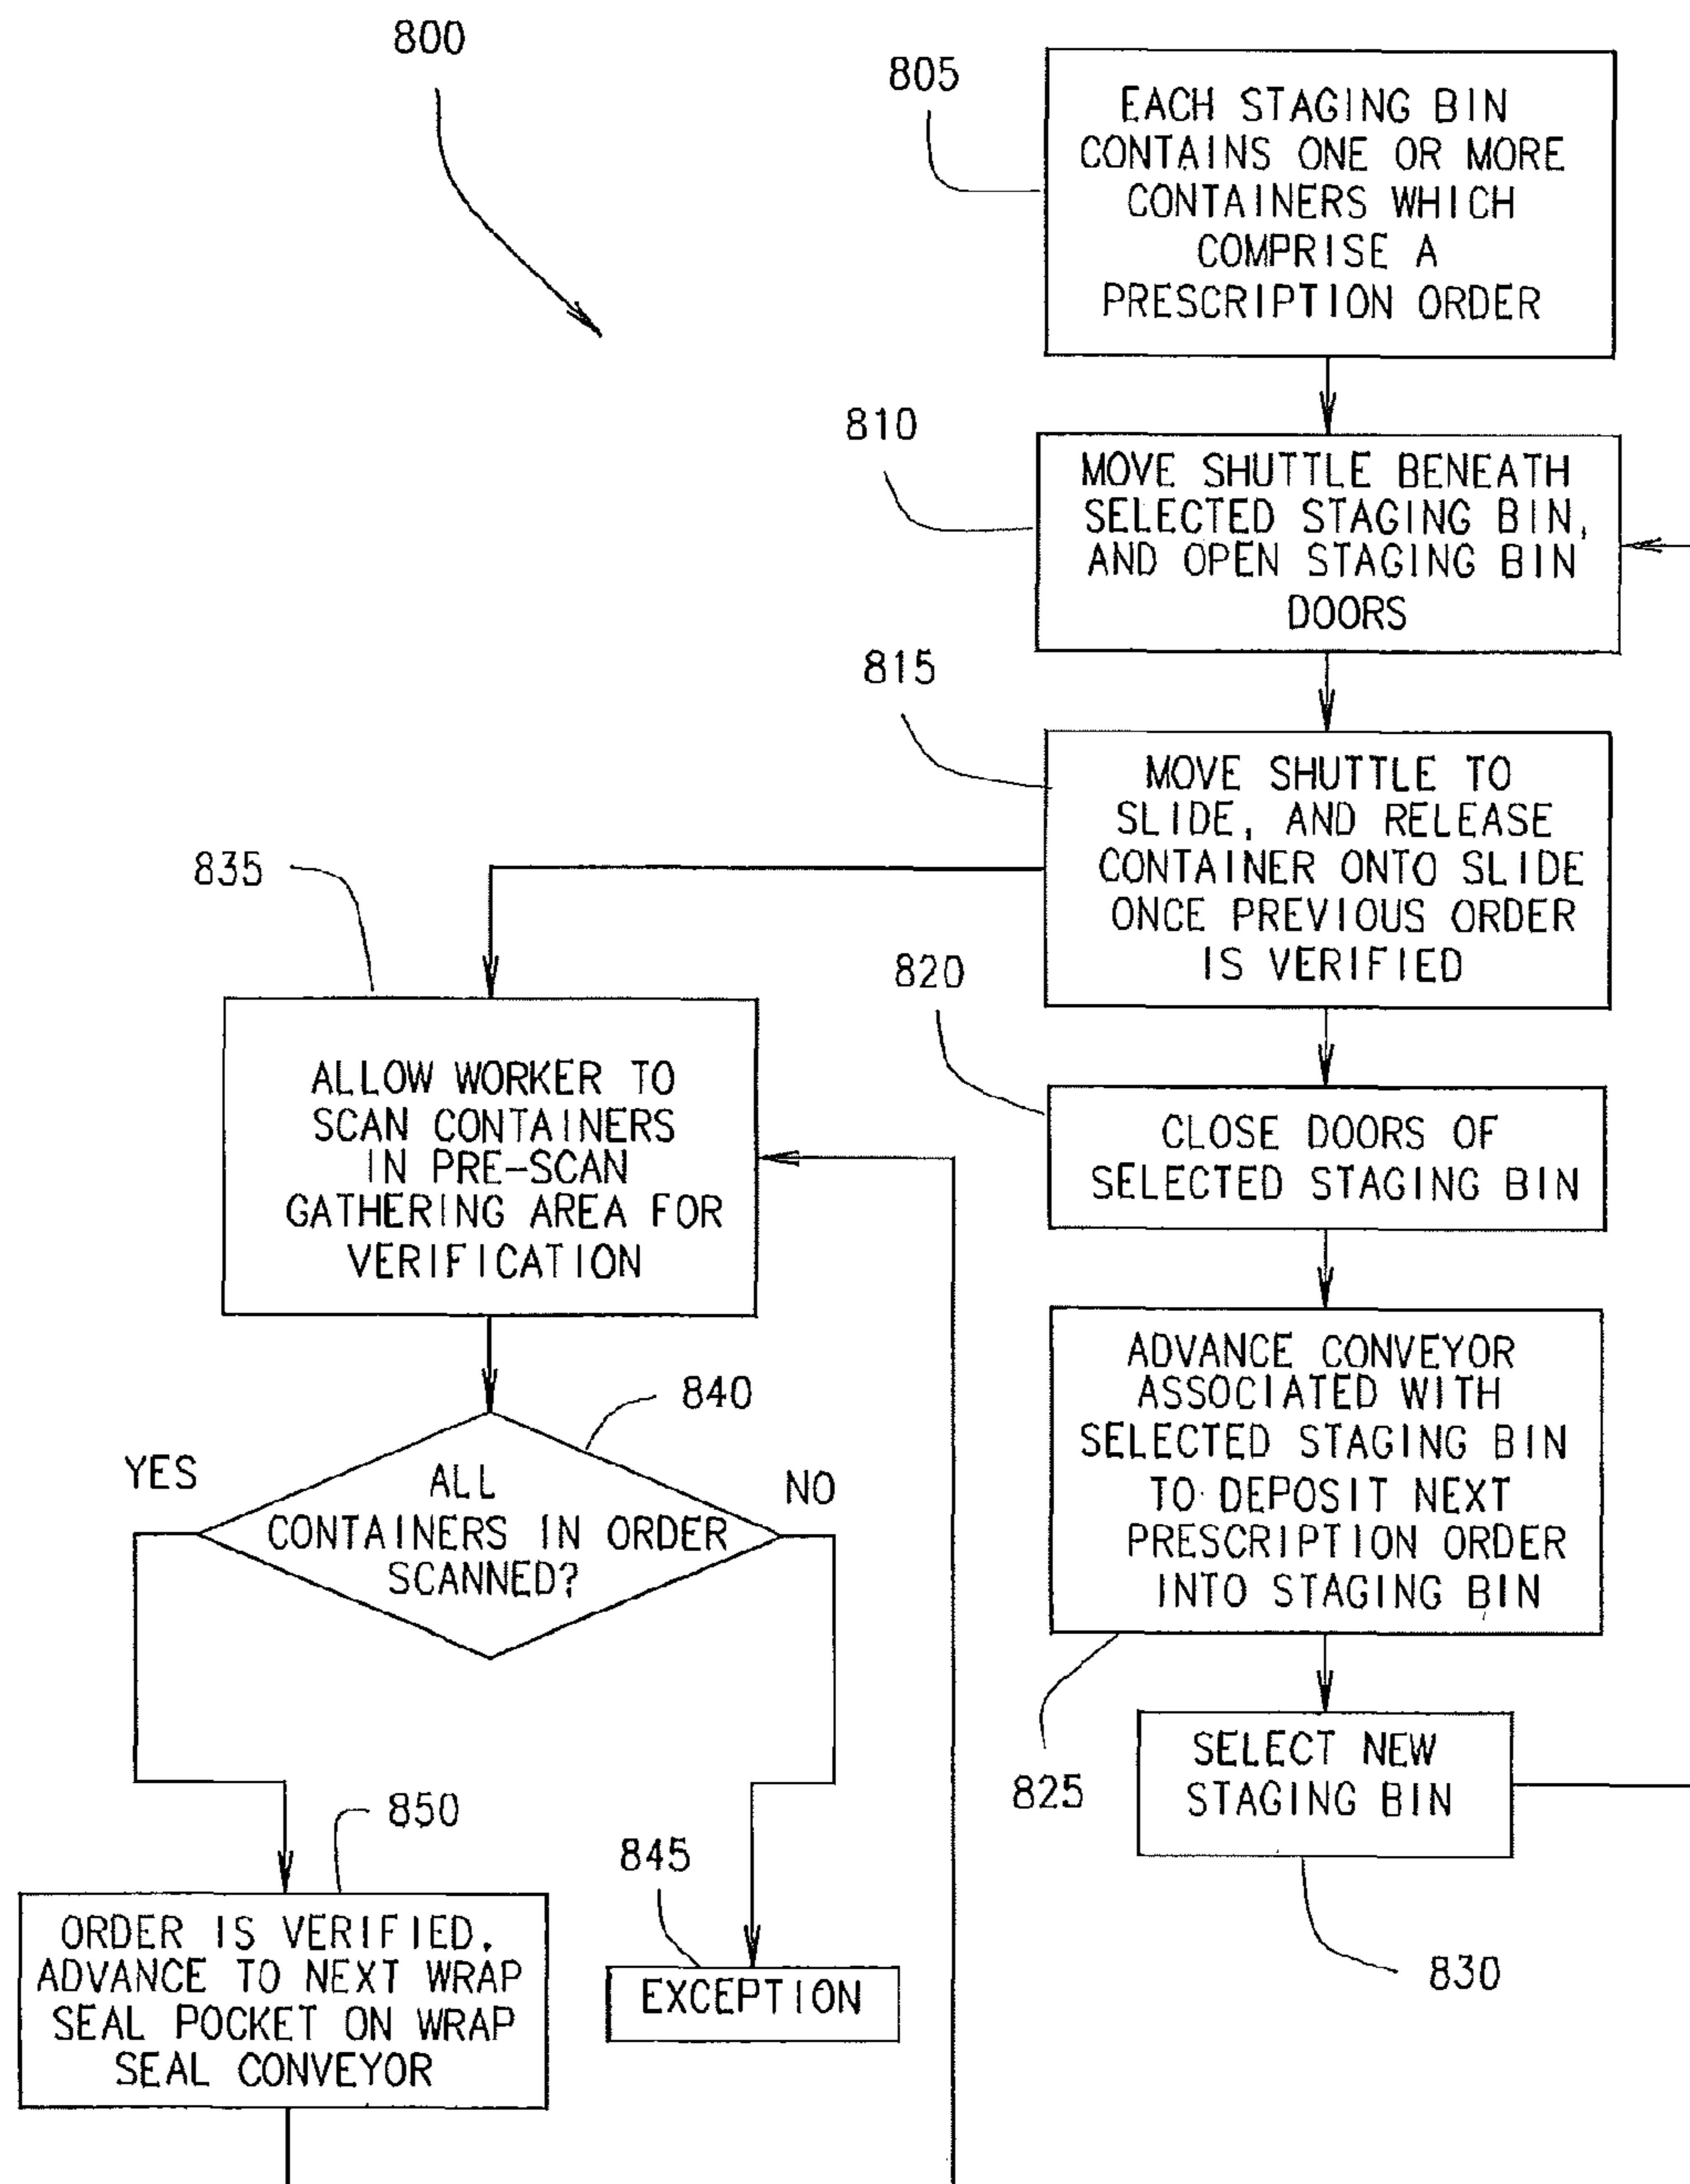 800
805
EACH STAGING BIN
CONTAINS ONE OR MORE
CONTAINERS WHICH
COMPRISE A
PRESCRIPTION ORDER
810
MOVE SHUTTLE BENEATH
SELECTED STAGING BIN,
AND OPEN STAGING BIN
DOORS
815
MOVE SHUTTLE TO
SLIDE, AND RELEASE
CONTAINER ONTO SLIDE
ONCE PREVIOUS ORDER
IS VERIFIED
820
CLOSE DOORS OF
SELECTED STAGING BIN
ADVANCE CONVEYOR
ASSOCIATED WITH
SELECTED STAGING BIN
TO DEPOSIT NEXT
PRESCRIPTION ORDER
INTO STAGING BIN
825
SELECT NEW
STAGING BIN
830
835
ALLOW WORKER TO
SCAN CONTAINERS
IN PRE-SCAN
GATHERING AREA FOR
VERIFICATION
840
YES
ALL
CONTAINERS IN ORDER
SCANNED?
NO
850
ORDER IS VERIFIED.
ADVANCE TO NEXT WRAP
SEAL POCKET ON WRAP
SEAL CONVEYOR
845
EXCEPTION